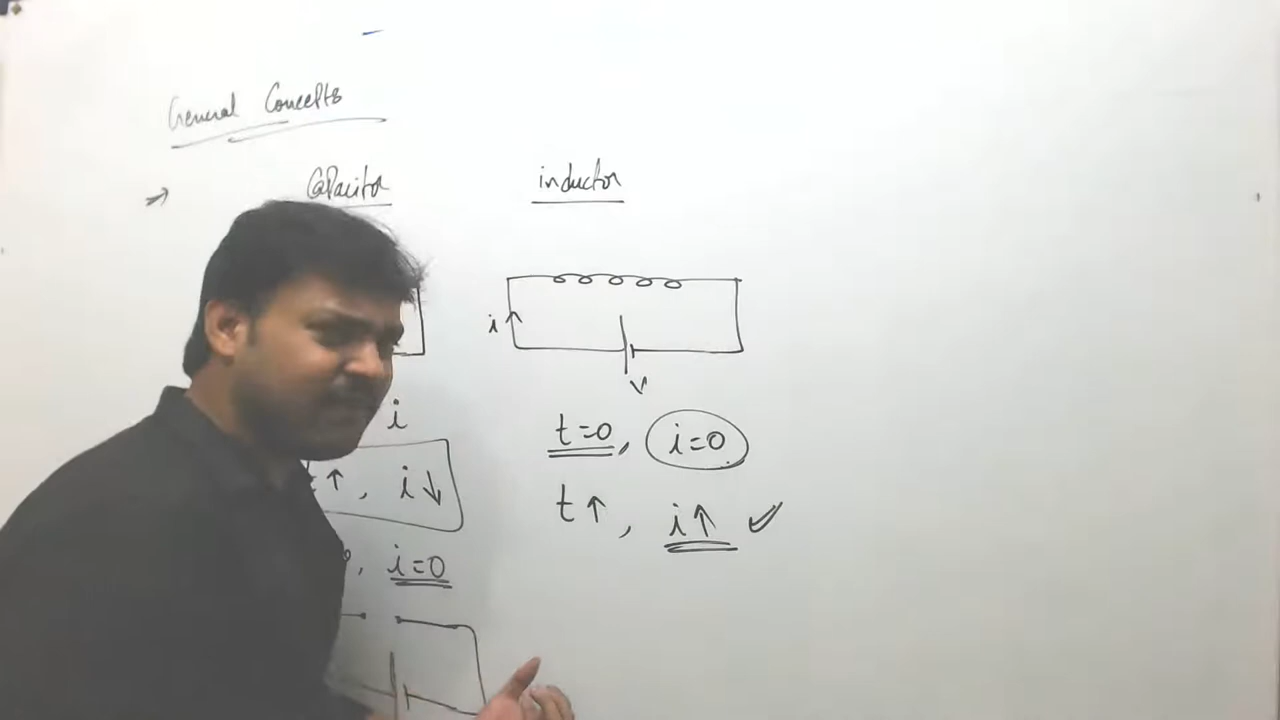 General Concepts
Capacitor
inductor
i
V
i
t=0, i=0
↑, i↓
t↑, i↑ ✓
, i=0